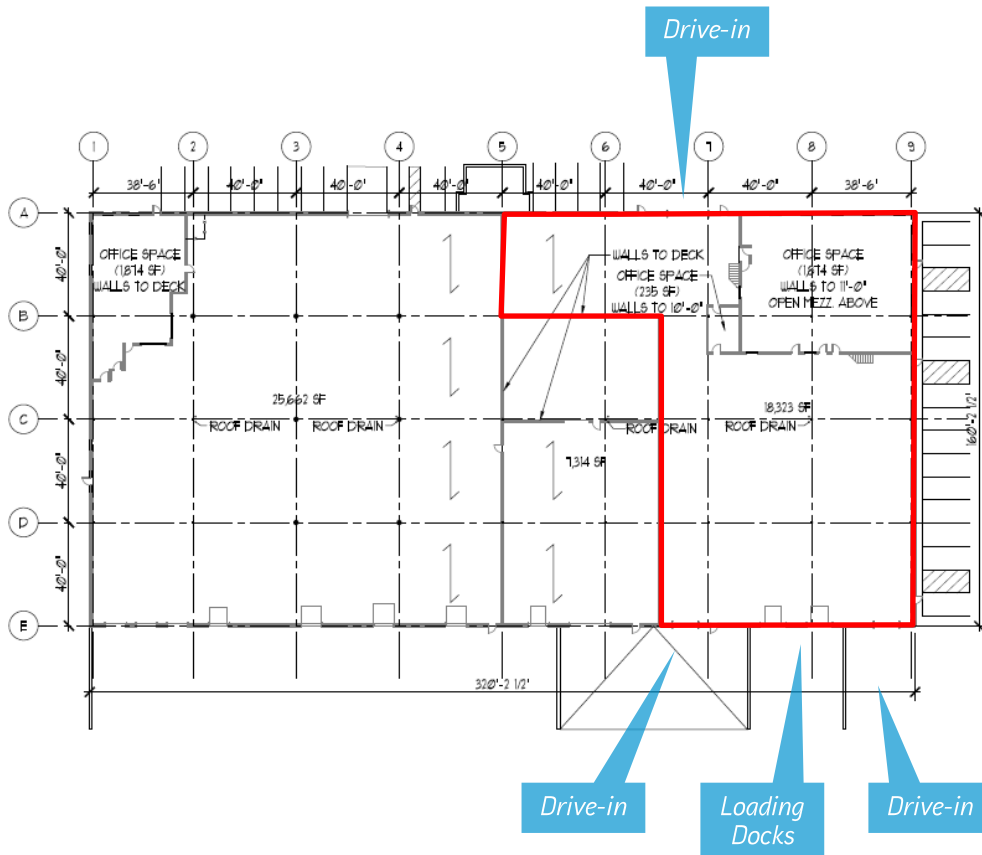 Drive-in
1
2
3
4
5
6
7
8
9
38'-6'
40'-0'
40'-0'
40'-0'
40'-0'
40'-0'
40'-0'
38'-6'
A
B
C
D
E
40'-0'
40'-0'
40'-0'
40'-0'
OFFICE SPACE
(1,874 SF)
WALLS TO DECK
WALLS TO DECK
OFFICE SPACE
(235 SF)
WALLS TO 10'-0'
OFFICE SPACE
(1,874 SF)
WALLS TO 11'-0'
OPEN MEZZ. ABOVE
25,662 SF
ROOF DRAIN
ROOF DRAIN
18,323 SF
ROOF DRAIN
ROOF DRAIN
7,314 SF
160'-2 1/2'
320'-2 1/2'
Drive-in
Loading
Docks
Drive-in